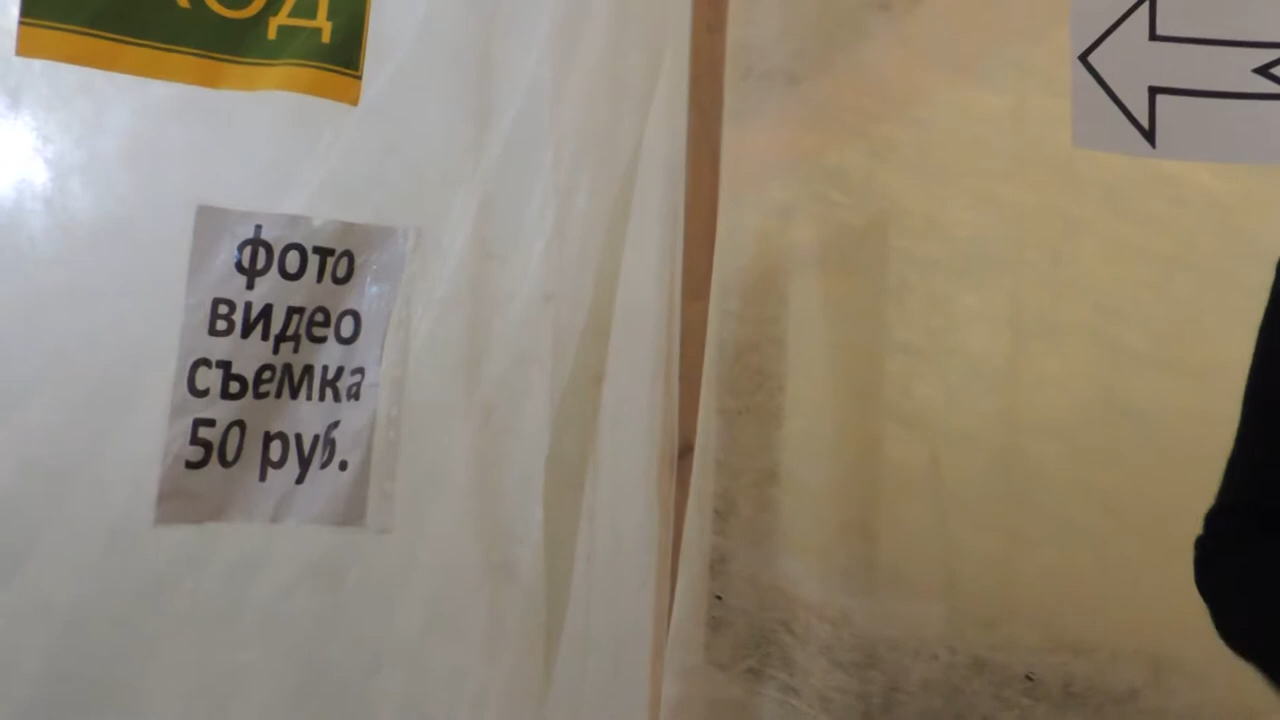 фото
видео
съемка
50 руб.